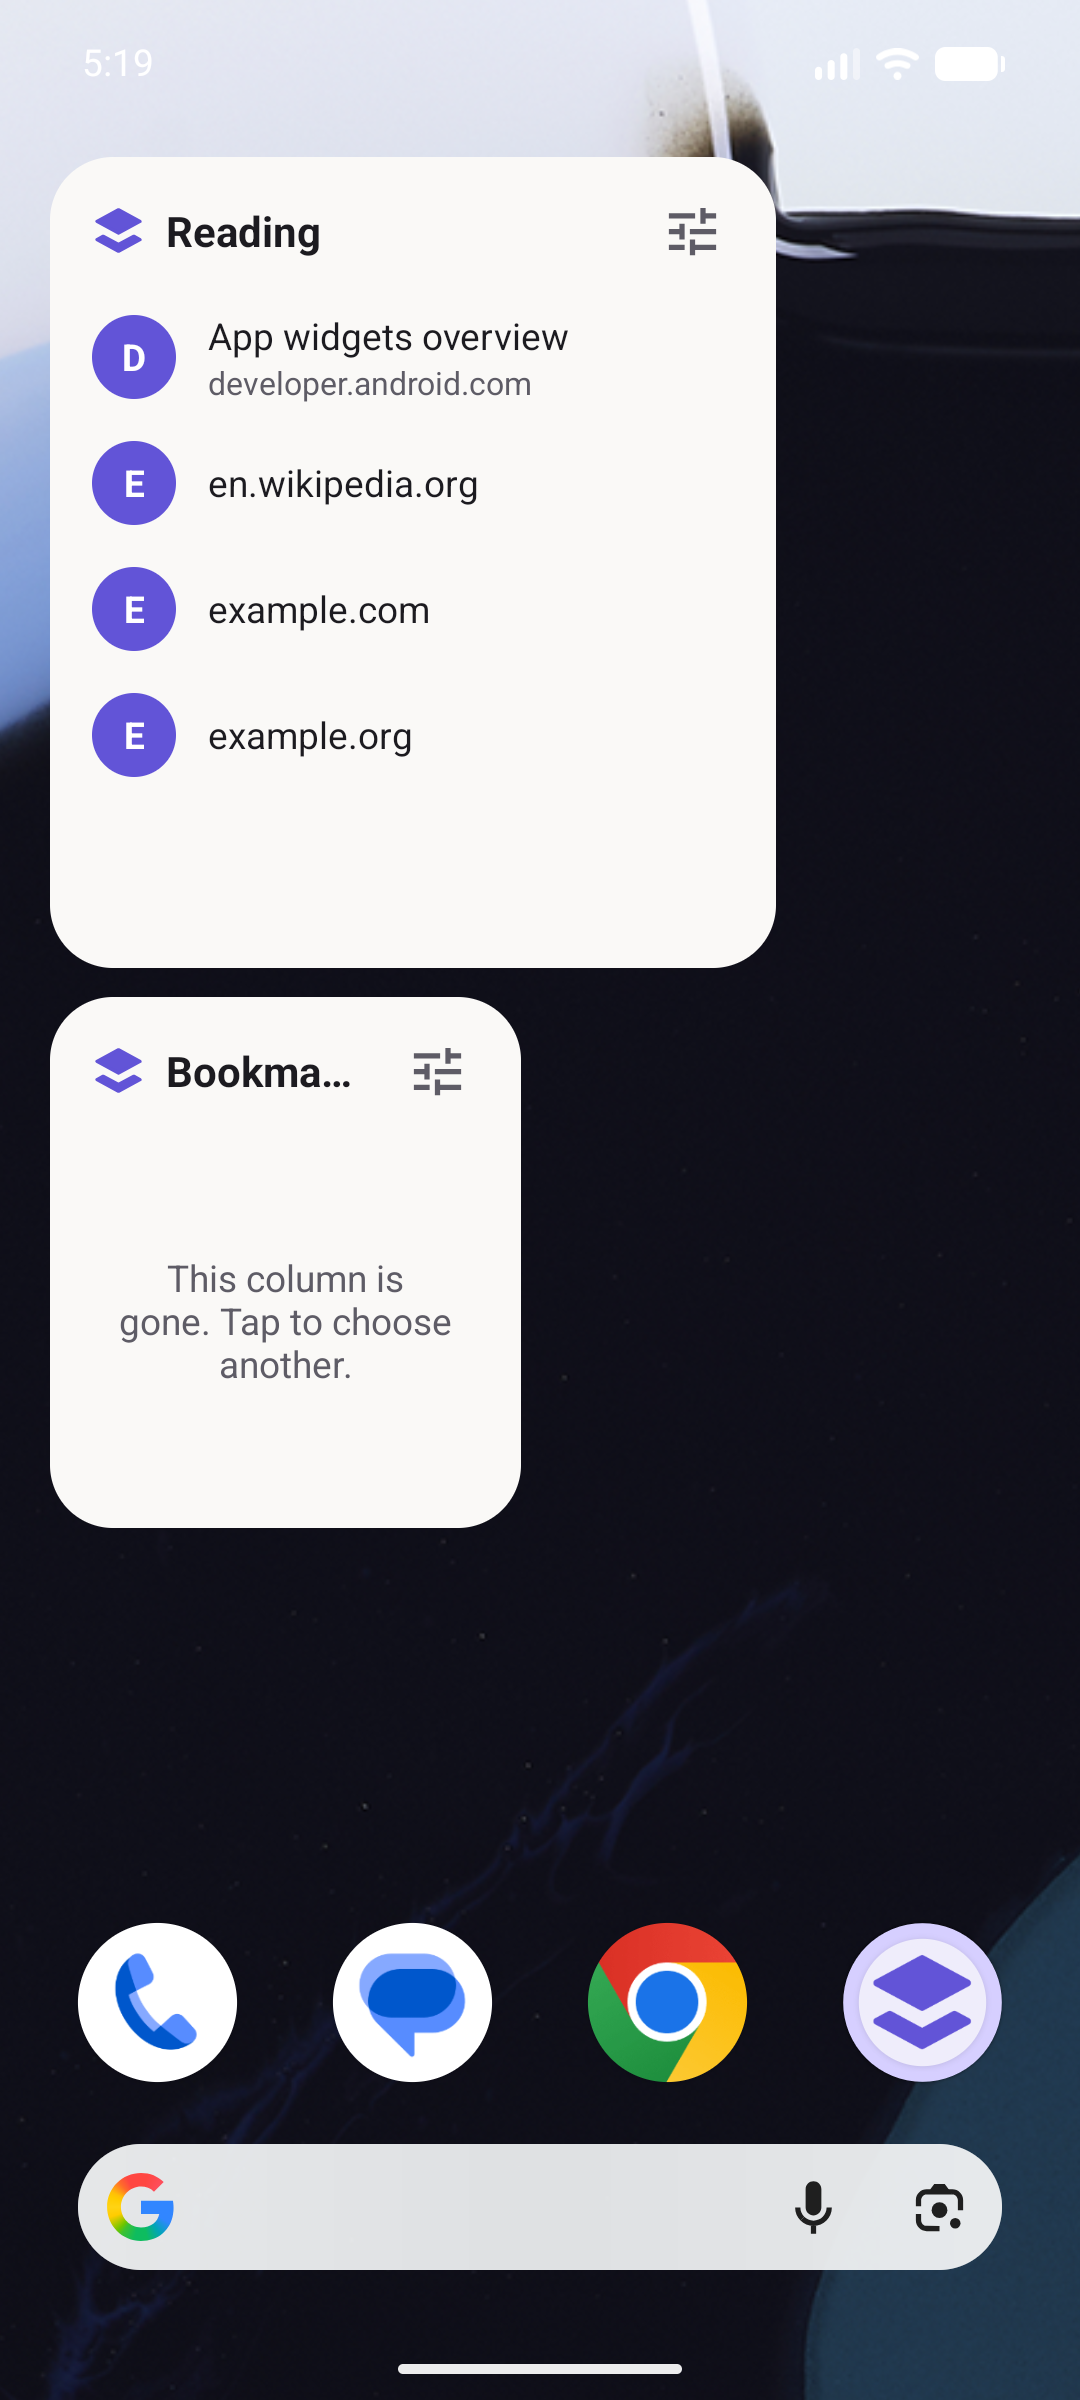 5:19
Reading
D
App widgets overview
developer.android.com
E
en.wikipedia.org
E
example.com
E
example.org
Bookma...
This column is
gone. Tap to choose
another.